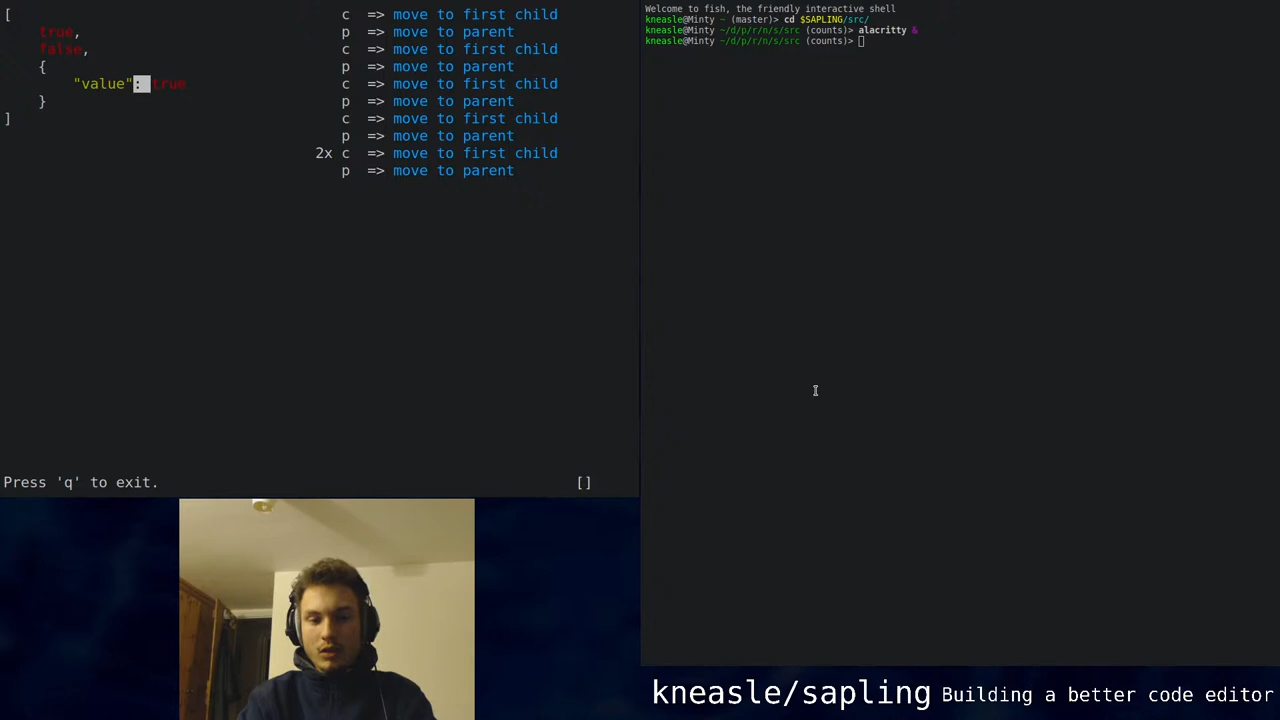 [
    true,
    false,
    {
        "value": true
    }
]
c => move to first child
p => move to parent
c => move to first child
p => move to parent
c => move to first child
p => move to parent
c => move to first child
p => move to parent
2x c => move to first child
p => move to parent
Press 'q' to exit.
[]
Welcome to fish, the friendly interactive shell
kneasle@Minty ~ (master)> cd $SAPLING/src/
kneasle@Minty ~/d/p/r/n/s/src (counts)> alacritty &
kneasle@Minty ~/d/p/r/n/s/src (counts)>
kneasle/sapling Building a better code editor